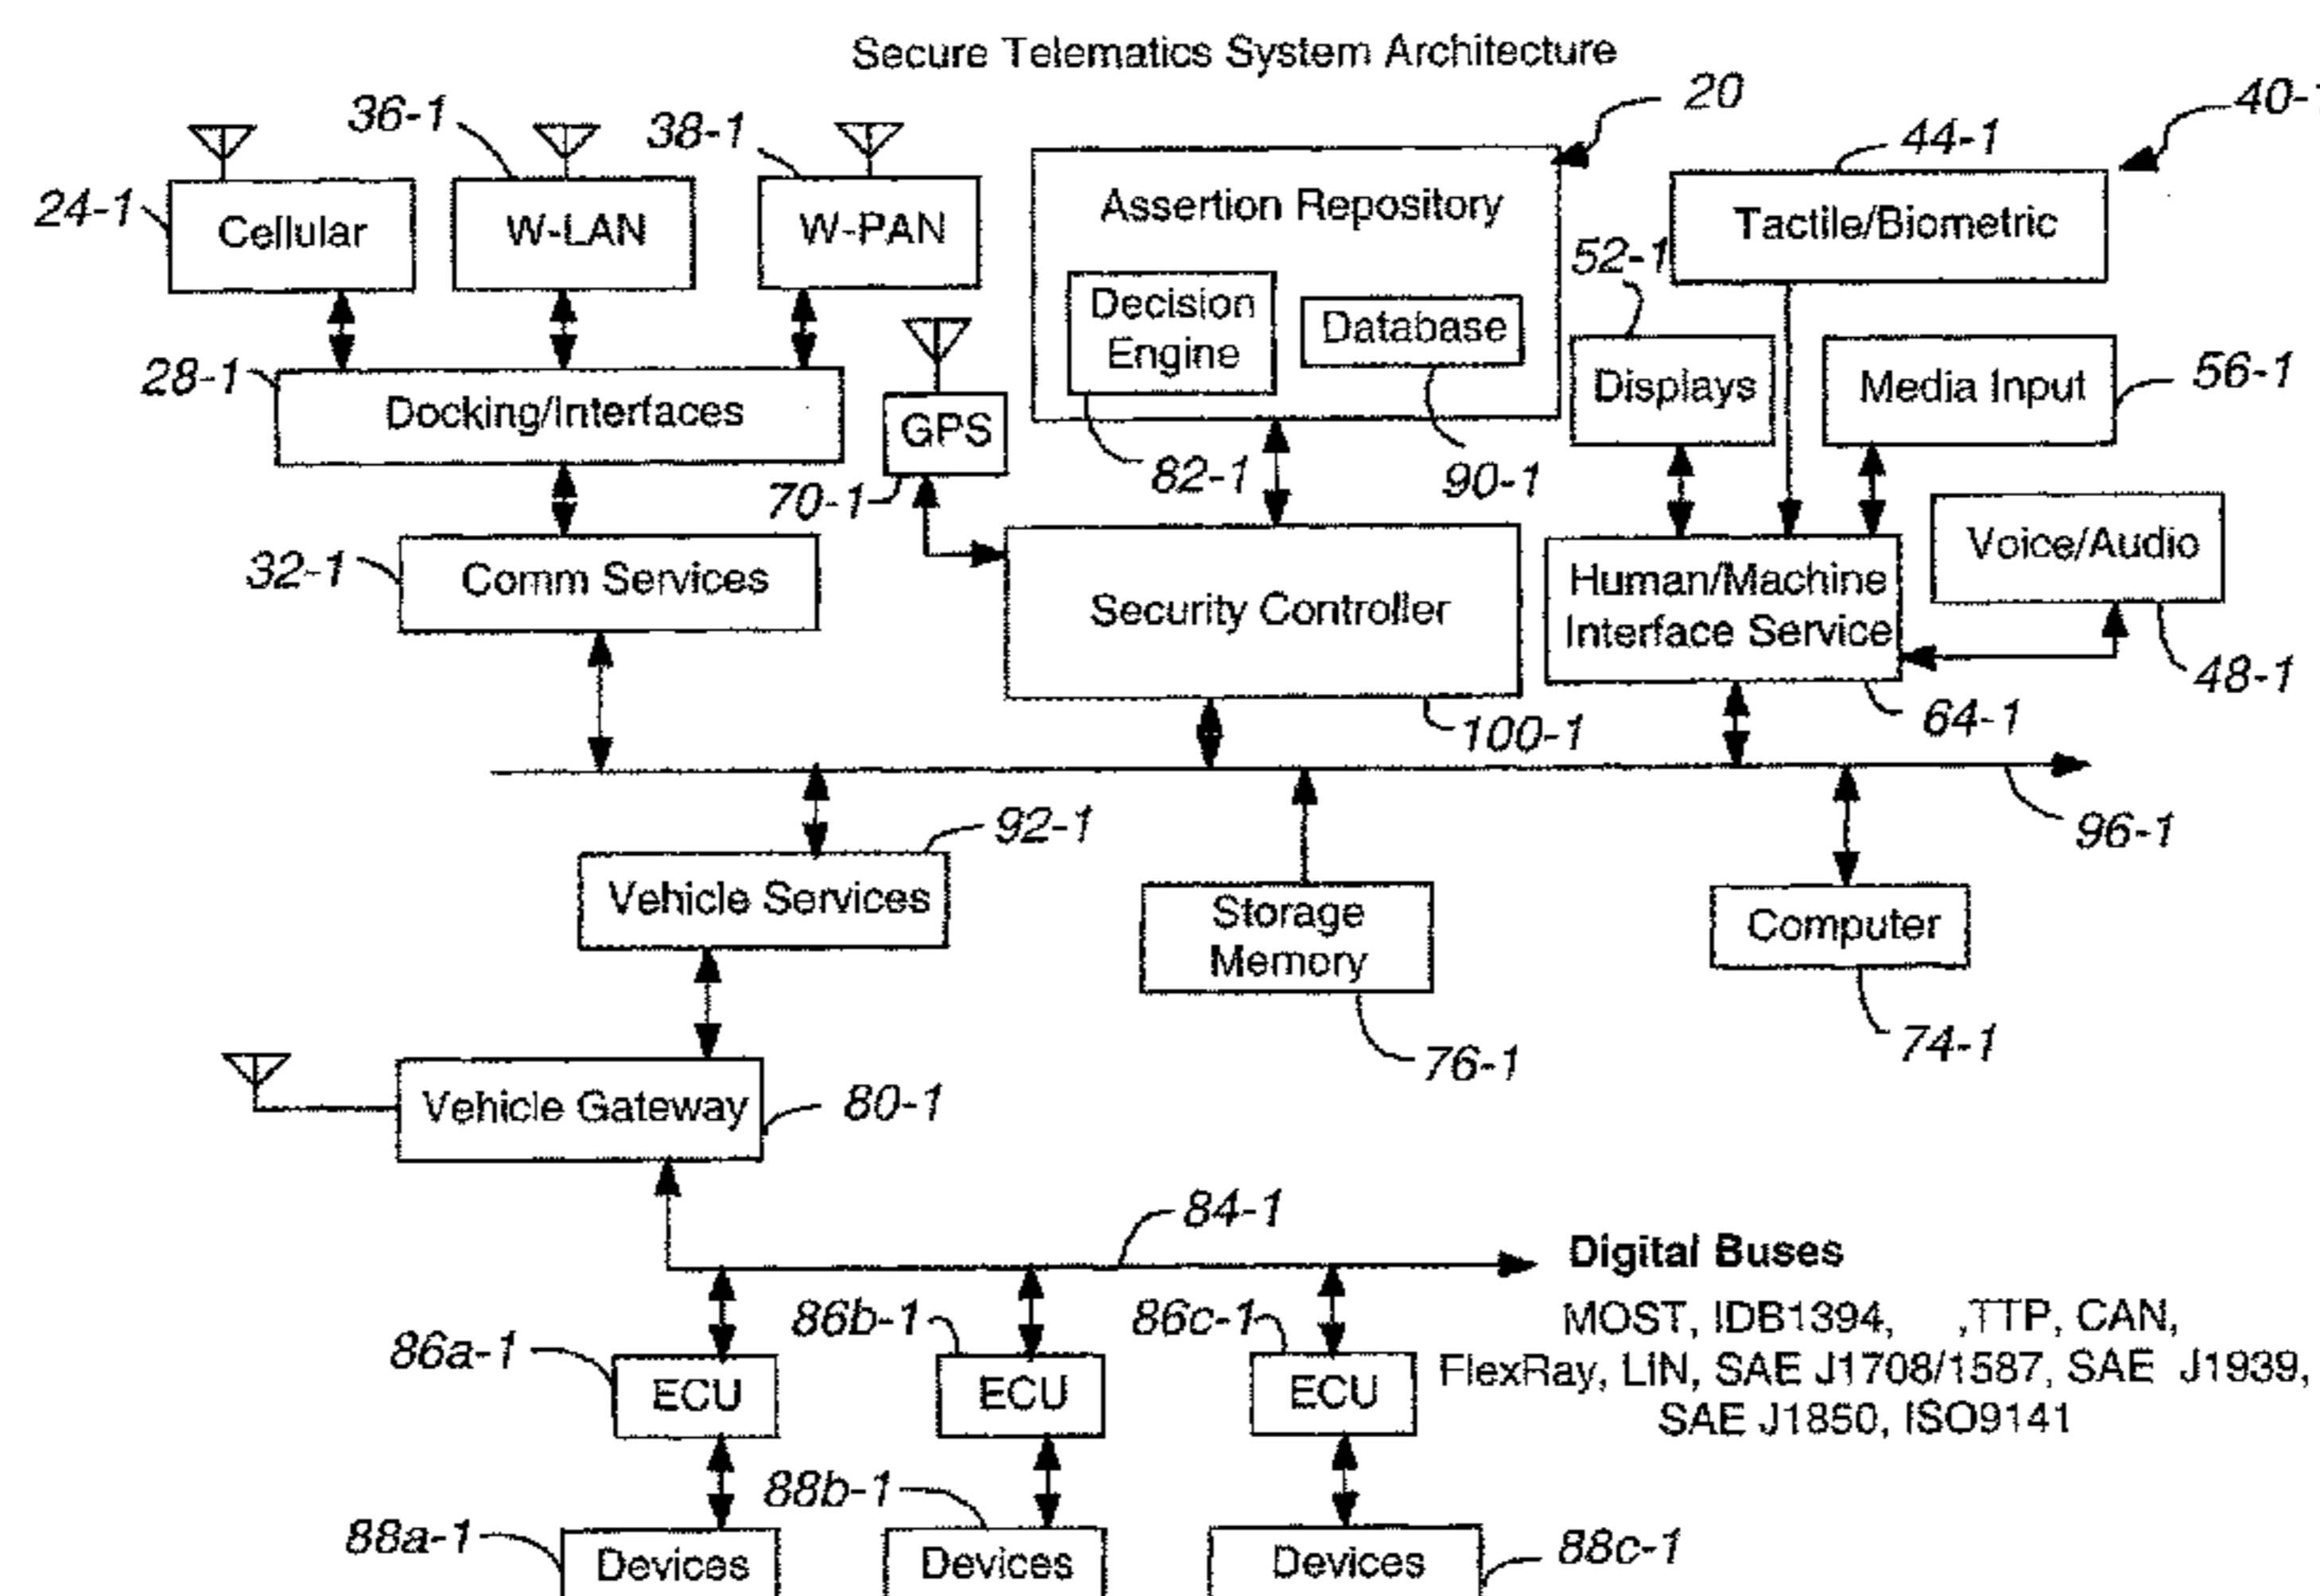 Secure Telematics System Architecture
20
40-1
36-1
38-1
44-1
24-1
Cellular
W-LAN
W-PAN
Assertion Repository
Tactile/Biometric
52-1
Decision
Engine
Database
28-1
Docking/Interfaces
GPS
Displays
Media Input
56-1
70-1
82-1
90-1
32-1
Comm Services
Security Controller
Human/Machine
Interface Service
Voice/Audio
48-1
100-1
64-1
92-1
96-1
Vehicle Services
Storage
Memory
Computer
76-1
74-1
Vehicle Gateway
80-1
84-1
Digital Buses
MOST, IDB1394, ,TTP, CAN,
FlexRay, LIN, SAE J1708/1587, SAE J1939,
SAE J1850, ISO9141
86a-1
86b-1
86c-1
ECU
ECU
ECU
88a-1
88b-1
88c-1
Devices
Devices
Devices